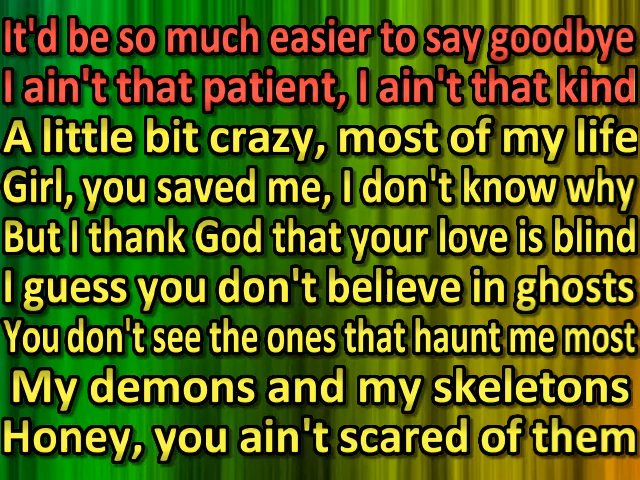 It'd be so much easier to say goodbye
I ain't that patient, I ain't that kind
A little bit crazy, most of my life
Girl, you saved me, I don't know why
But I thank God that your love is blind
I guess you don't believe in ghosts
You don't see the ones that haunt me most
My demons and my skeletons
Honey, you ain't scared of them